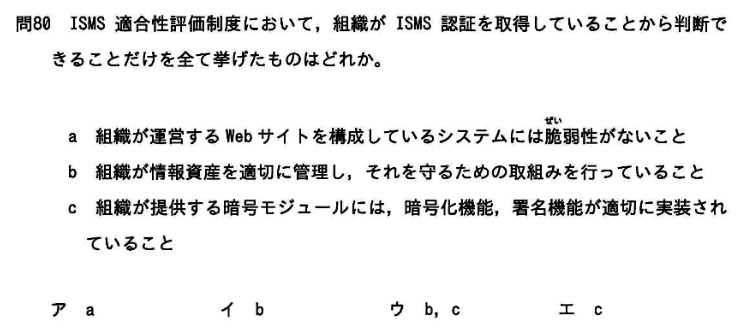 問80 ISMS 適合性評価制度において，組織が ISMS 認証を取得していることから判断で
きることだけを全て挙げたものはどれか。
a 組織が運営する Web サイトを構成しているシステムには脆弱性がないこと
ぜい
b 組織が情報資産を適切に管理し，それを守るための取組みを行っていること
c 組織が提供する暗号モジュールには，暗号化機能，署名機能が適切に実装され
ていること
ア a イ b ウ b, c エ c